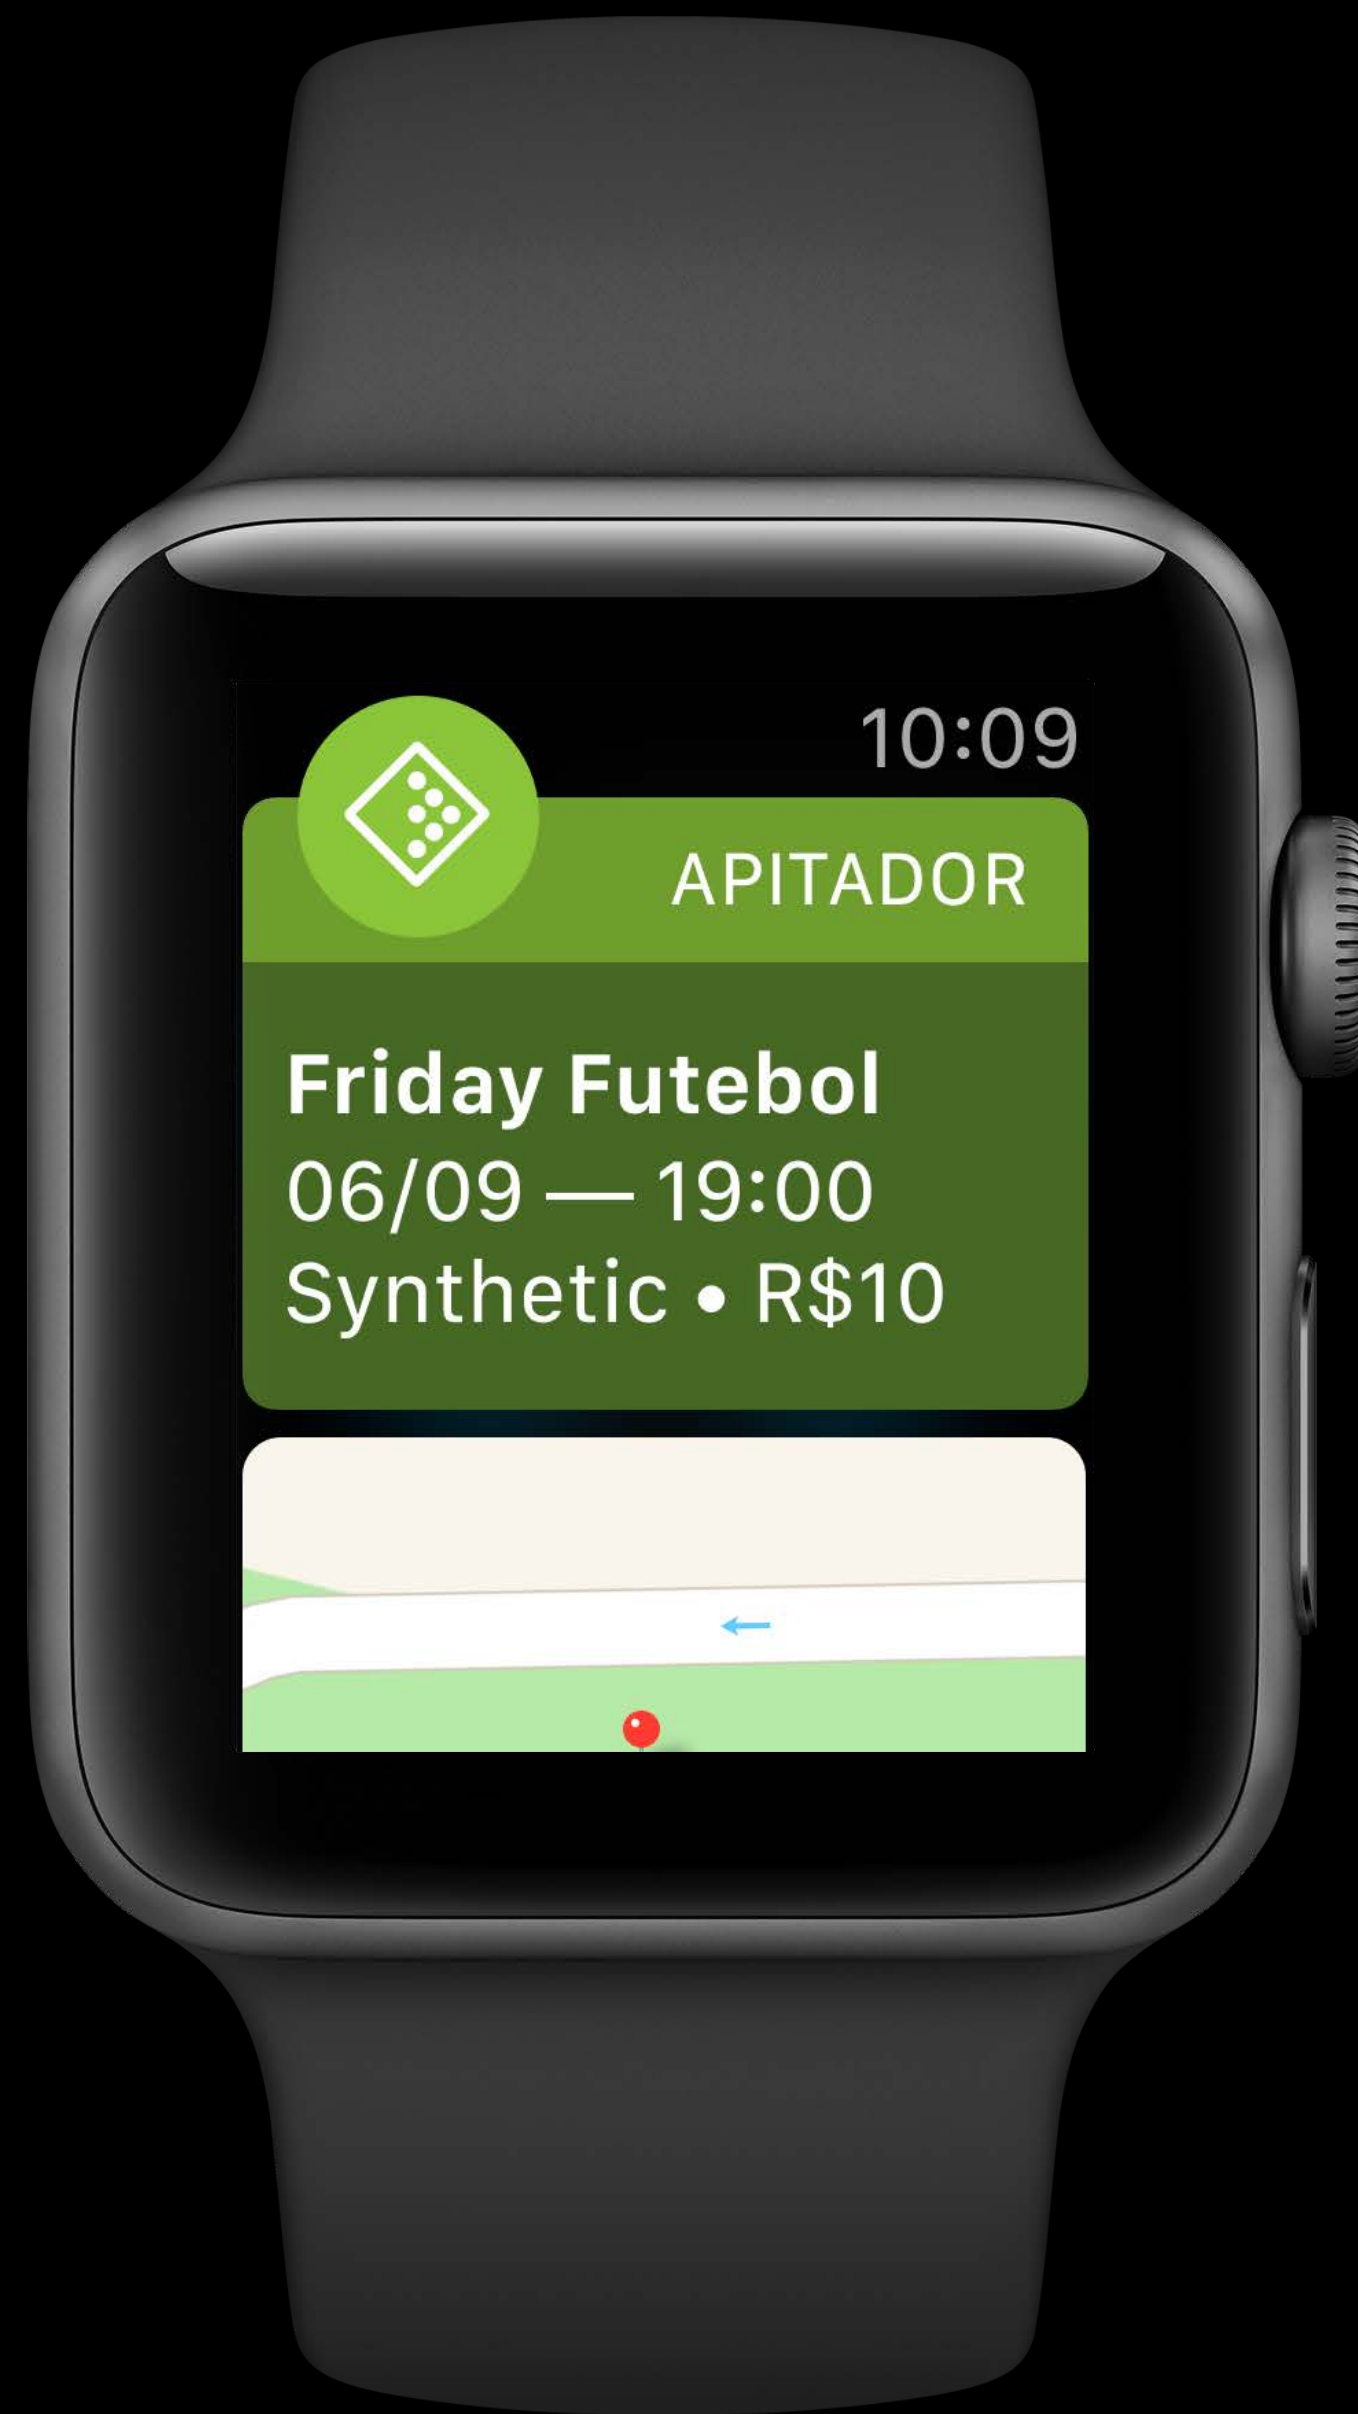 10:09
APITADOR
Friday Futebol
06/09 — 19:00
Synthetic • R$10